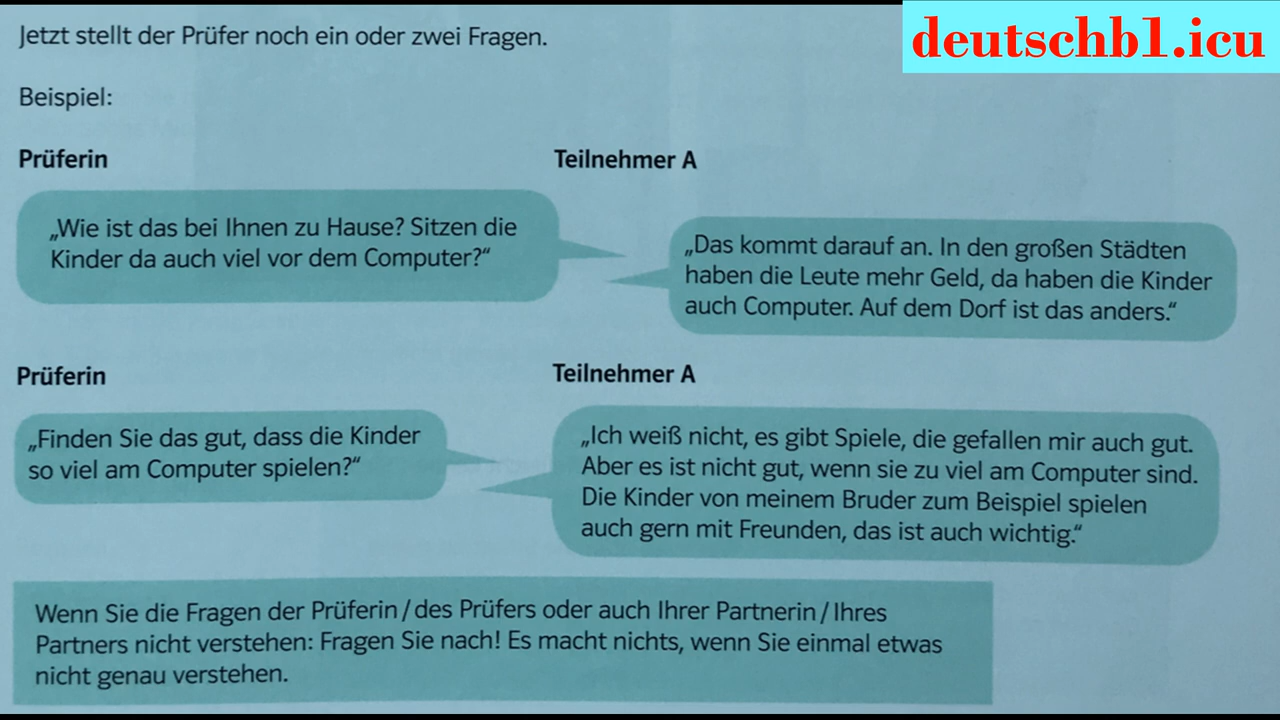 Jetzt stellt der Prüfer noch ein oder zwei Fragen.
deutschb1.icu
Beispiel:
Prüferin
Teilnehmer A
„Wie ist das bei Ihnen zu Hause? Sitzen die
Kinder da auch viel vor dem Computer?“
„Das kommt darauf an. In den großen Städten
haben die Leute mehr Geld, da haben die Kinder
auch Computer. Auf dem Dorf ist das anders.“
Prüferin
Teilnehmer A
„Finden Sie das gut, dass die Kinder
so viel am Computer spielen?“
„Ich weiß nicht, es gibt Spiele, die gefallen mir auch gut.
Aber es ist nicht gut, wenn sie zu viel am Computer sind.
Die Kinder von meinem Bruder zum Beispiel spielen
auch gern mit Freunden, das ist auch wichtig.“
Wenn Sie die Fragen der Prüferin / des Prüfers oder auch Ihrer Partnerin / Ihres
Partners nicht verstehen: Fragen Sie nach! Es macht nichts, wenn Sie einmal etwas
nicht genau verstehen.